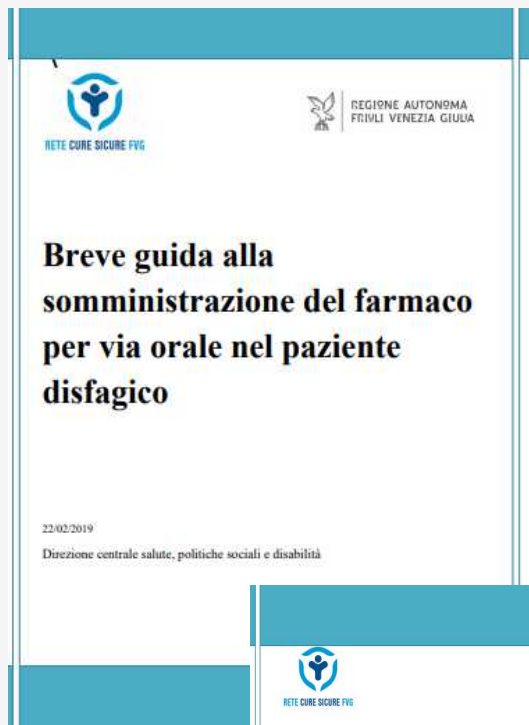 RETE CURE SICURE FVG
REGIONE AUTONOMA
FRIULI VENEZIA GIULIA
Breve guida alla
somministrazione del farmaco
per via orale nel paziente
disfagico
22/02/2019
Direzione centrale salute, politiche sociali e disabilità
RETE CURE SICURE FVG